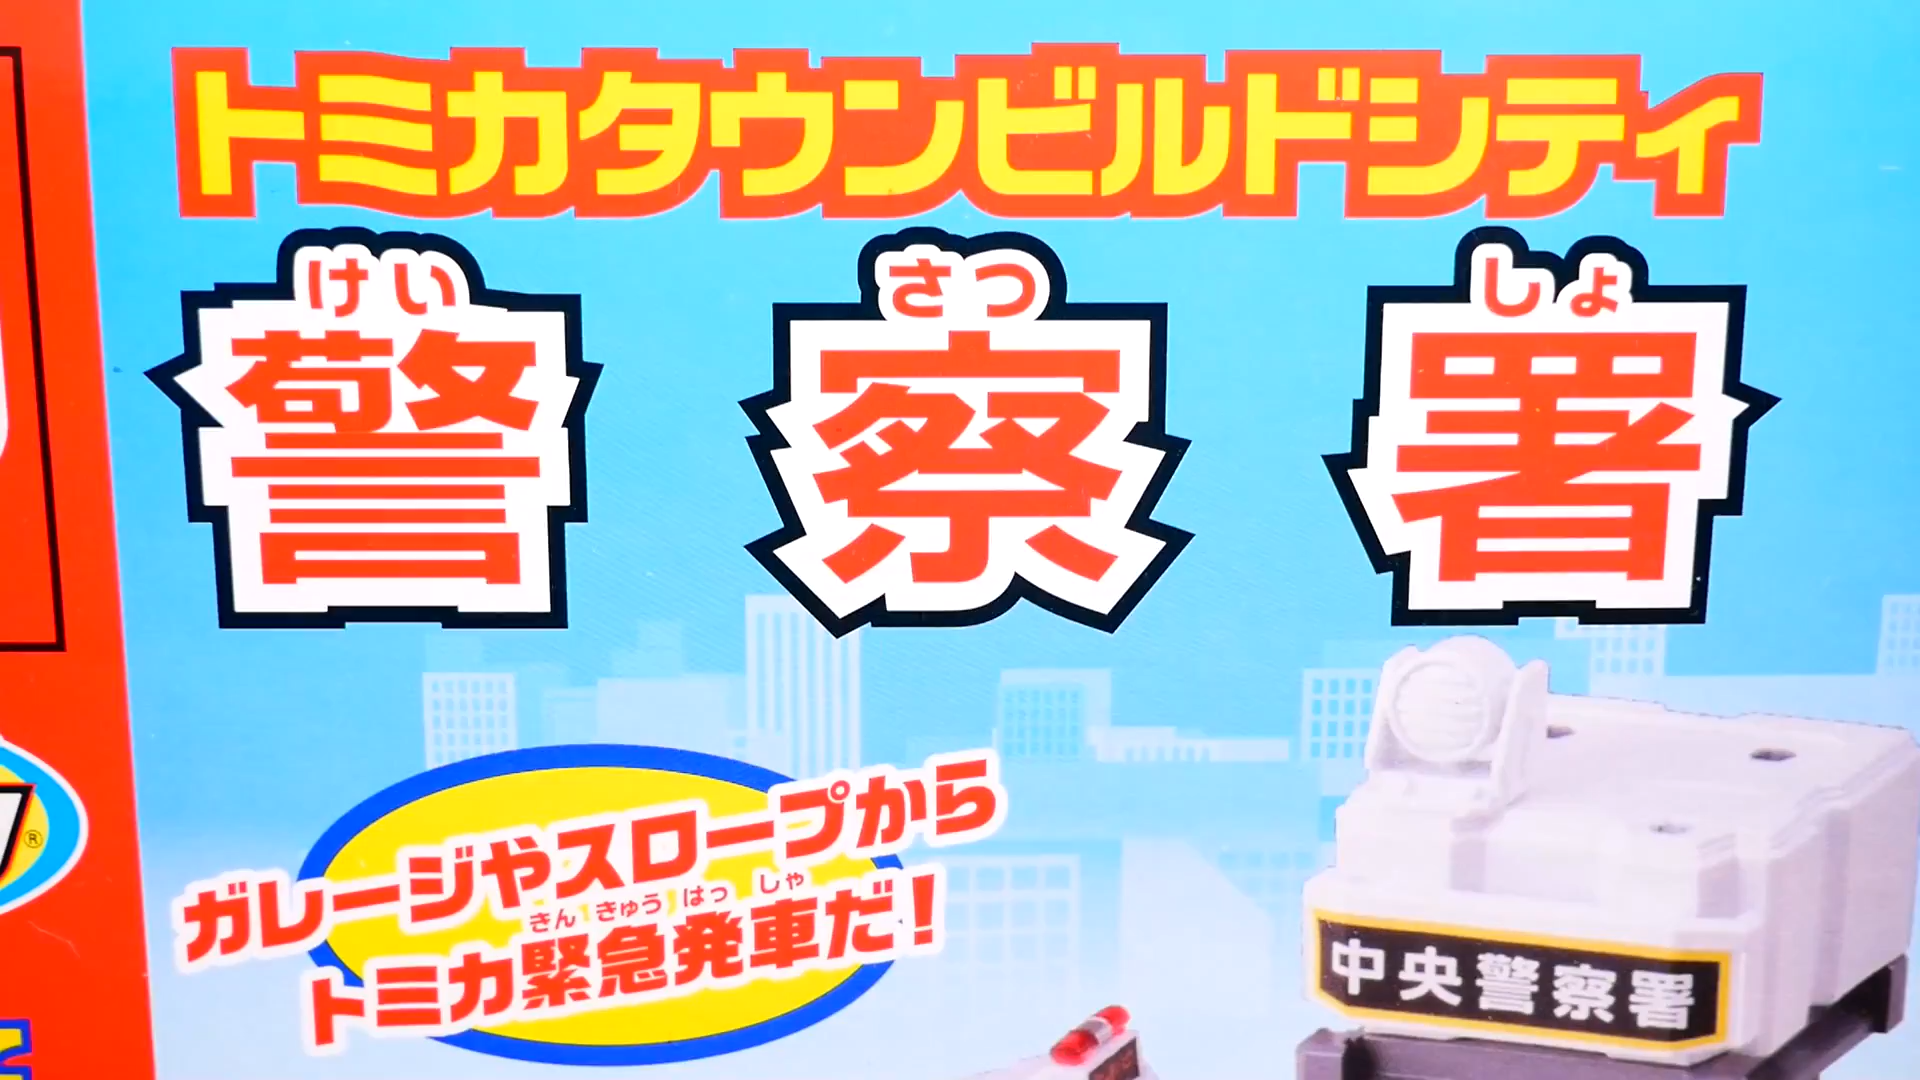 トミカタウンビルドシティ
けい さつ しょ
警察署
ガレージやスロープから
きん きゅう はっ しゃ
トミカ緊急発車だ!
中央警察署
®